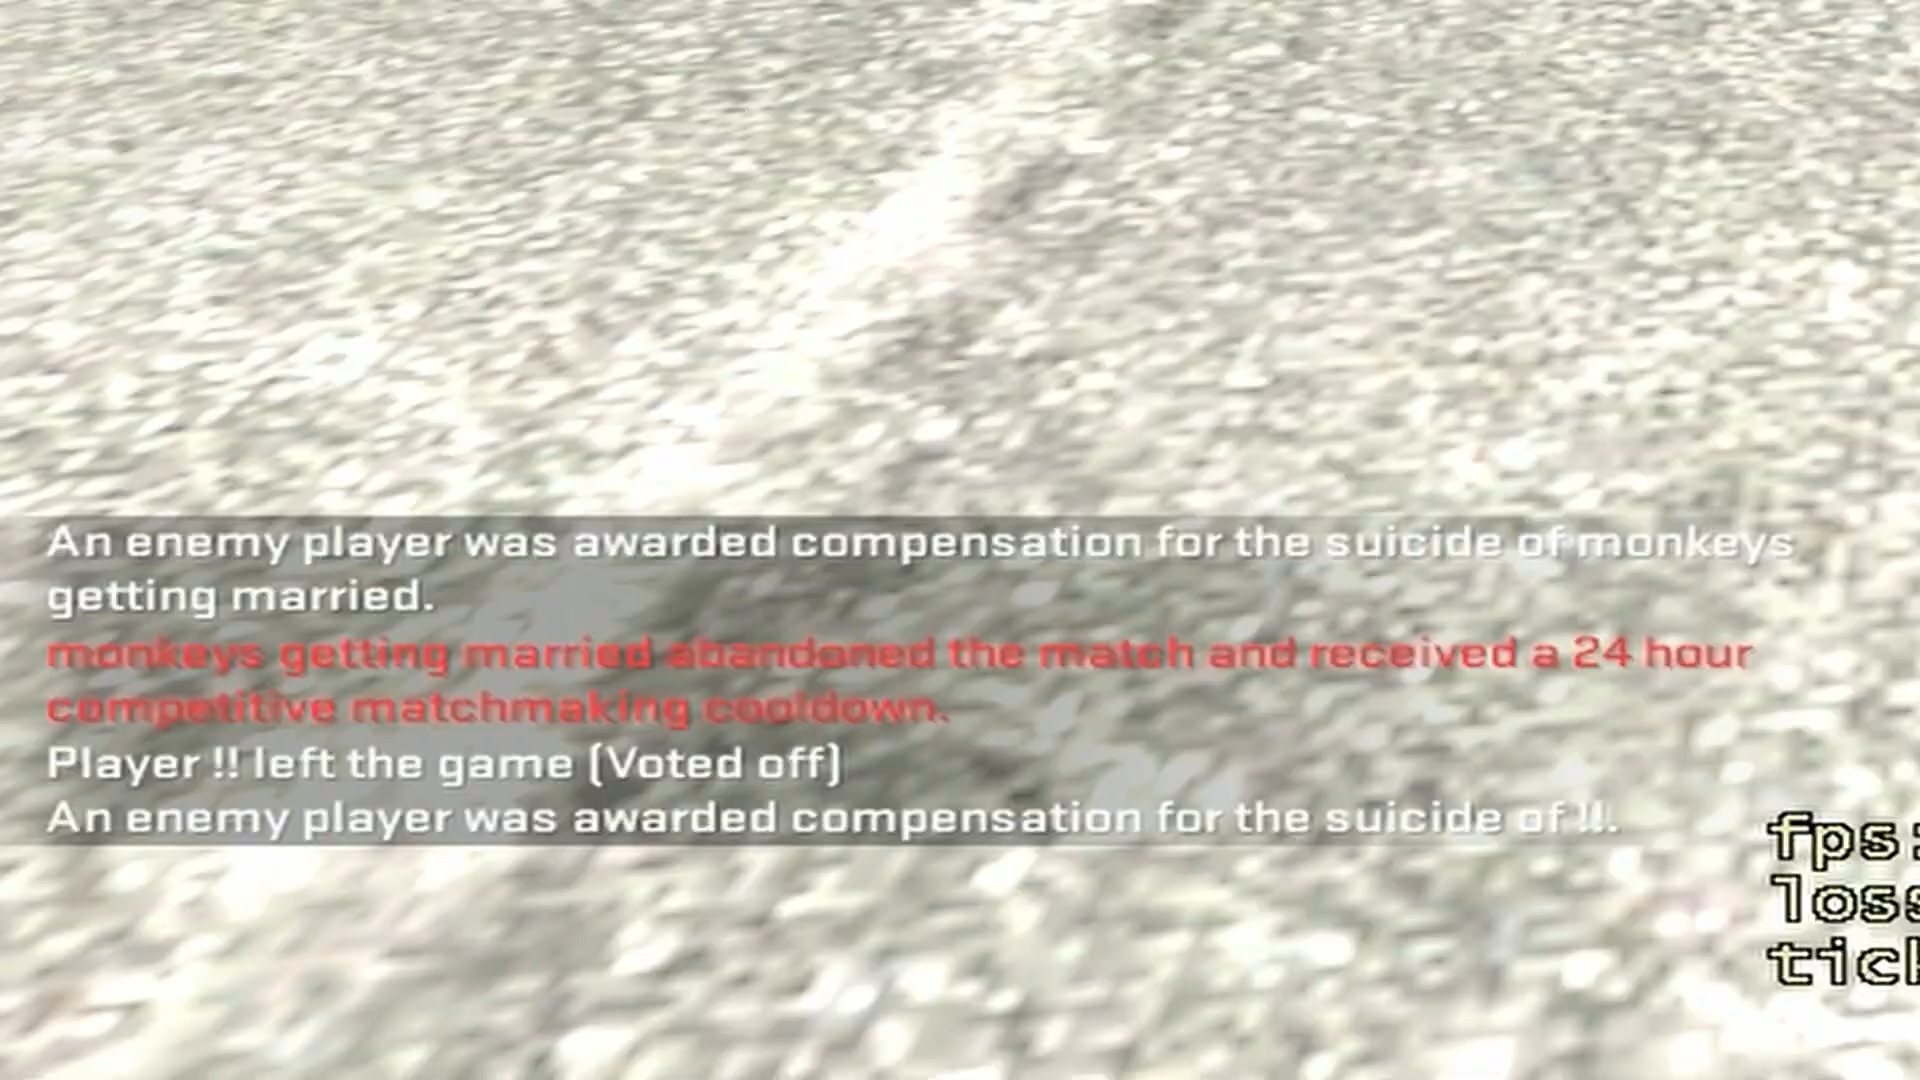 An enemy player was awarded compensation for the suicide of monkeys
getting married.
monkeys getting married abandoned the match and received a 24 hour
competitive matchmaking cooldown.
Player !! left the game (Voted off)
An enemy player was awarded compensation for the suicide of !!.
fps:
loss
tick